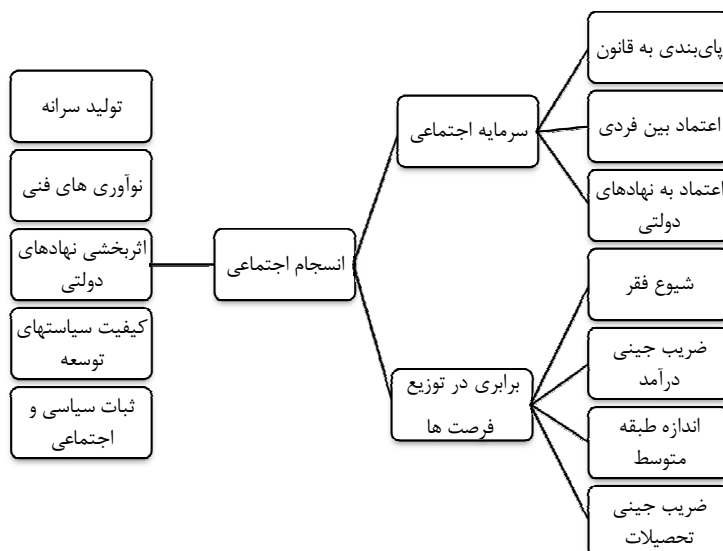 پای‌بندی به قانون
اعتماد بین فردی
اعتماد به نهادهای
دولتی
شیوع فقر
ضریب جینی
درآمد
اندازه طبقه
متوسط
ضریب جینی
تحصیلات
سرمایه اجتماعی
برابری در توزیع
فرصت ها
انسجام اجتماعی
تولید سرانه
نوآوری های فنی
اثربخشی نهادهای
دولتی
کیفیت سیاستهای
توسعه
ثبات سیاسی و
اجتماعی